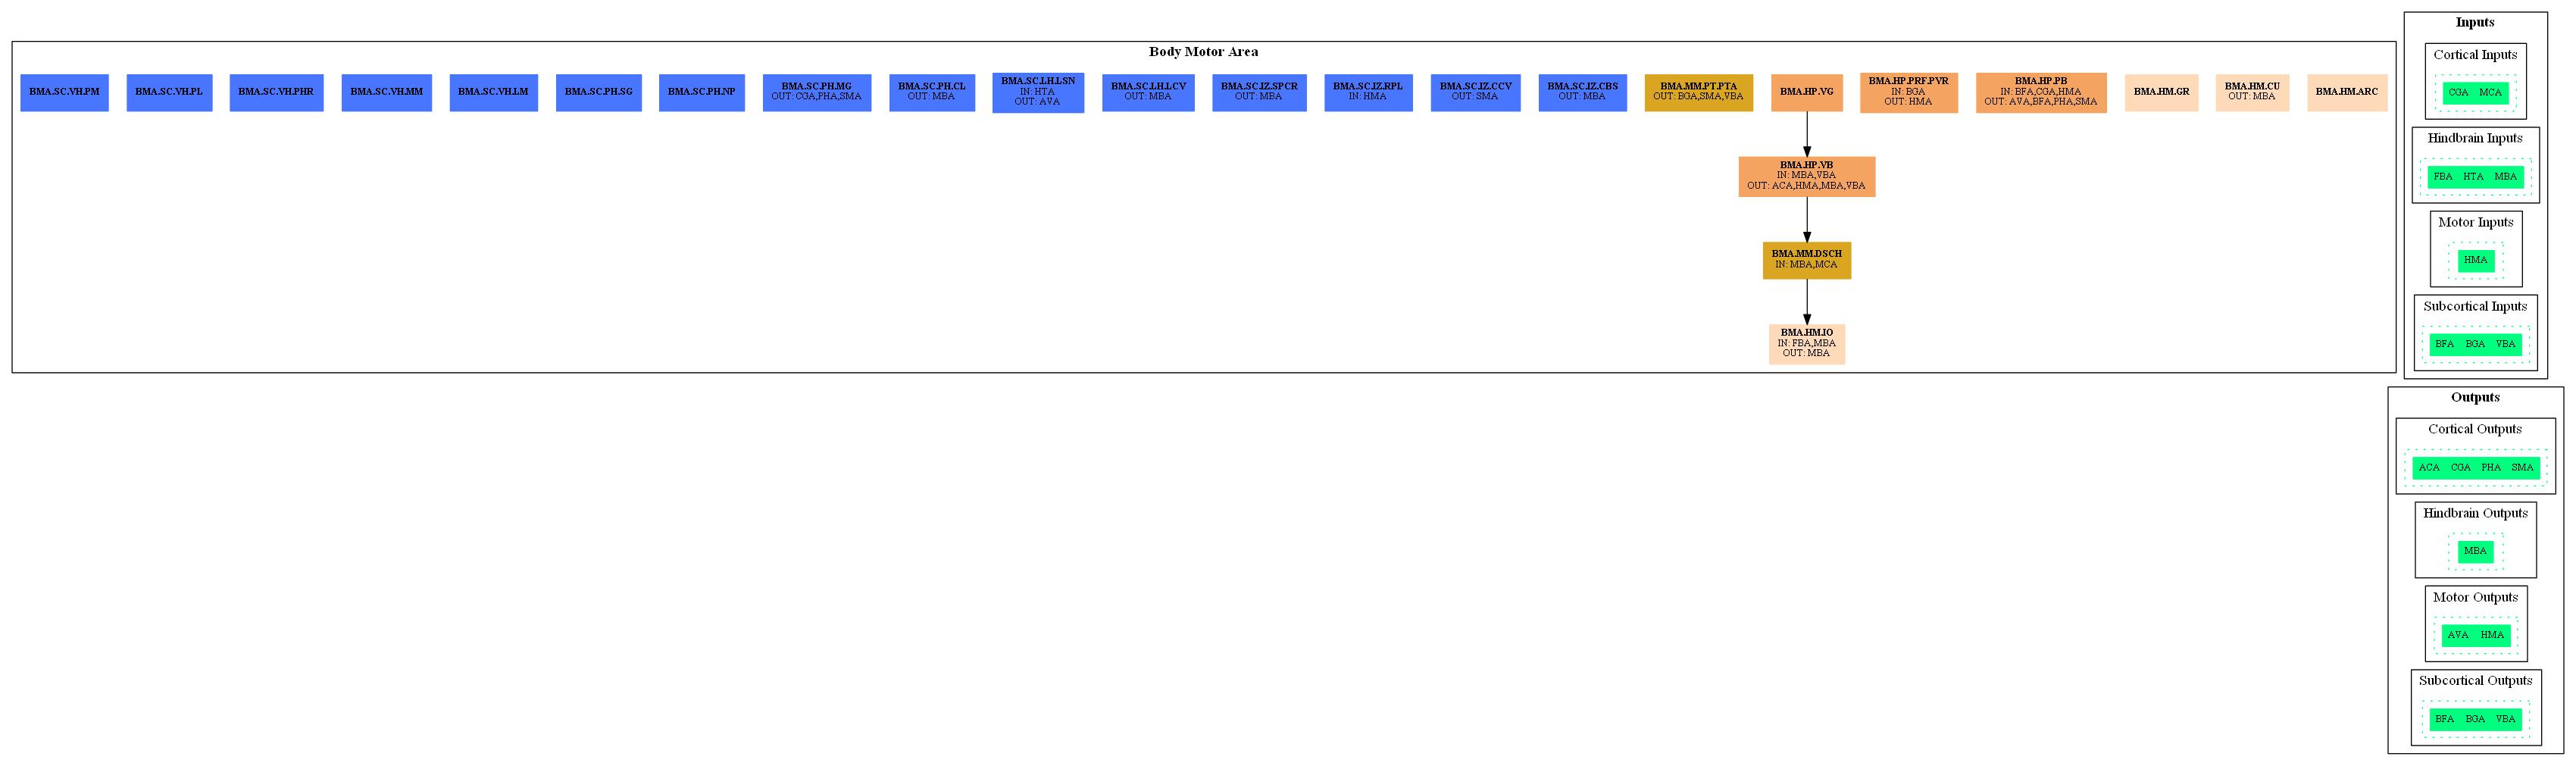 Body Motor Area
BMA.SC.VH.PM
BMA.SC.VH.PL
BMA.SC.VH.PHR
BMA.SC.VH.MM
BMA.SC.VH.LM
BMA.SC.PH.SG
BMA.SC.PH.NP
BMA.SC.PH.MG
OUT: CGA,PHA,SMA
BMA.SC.PH.CL
OUT: MBA
BMA.SC.LH.LSN
IN: HTA
OUT: AVA
BMA.SC.LH.LCV
OUT: MBA
BMA.SC.IZ.SPCR
OUT: MBA
BMA.SC.IZ.RPL
IN: HMA
BMA.SC.IZ.CCV
OUT: SMA
BMA.SC.IZ.CBS
OUT: MBA
BMA.MM.PT.PTA
OUT: BGA,SMA,VBA
BMA.HP.VG
BMA.HP.PRF.PVR
IN: BGA
OUT: HMA
BMA.HP.PB
IN: BFA,CGA,HMA
OUT: AVA,BFA,PHA,SMA
BMA.HM.GR
BMA.HM.CU
OUT: MBA
BMA.HM.ARC
BMA.HP.VB
IN: MBA,VBA
OUT: ACA,HMA,MBA,VBA
BMA.MM.DSCH
IN: MBA,MCA
BMA.HM.IO
IN: FBA,MBA
OUT: MBA
Inputs
Cortical Inputs
CGA MCA
Hindbrain Inputs
FBA HTA MBA
Motor Inputs
HMA
Subcortical Inputs
BFA BGA VBA
Outputs
Cortical Outputs
ACA CGA PHA SMA
Hindbrain Outputs
MBA
Motor Outputs
AVA HMA
Subcortical Outputs
BFA BGA VBA